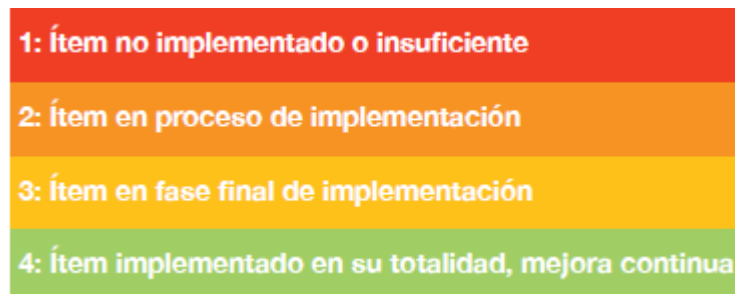 1: Ítem no implementado o insuficiente
2: Ítem en proceso de implementación
3: Ítem en fase final de implementación
4: Ítem implementado en su totalidad, mejora continua